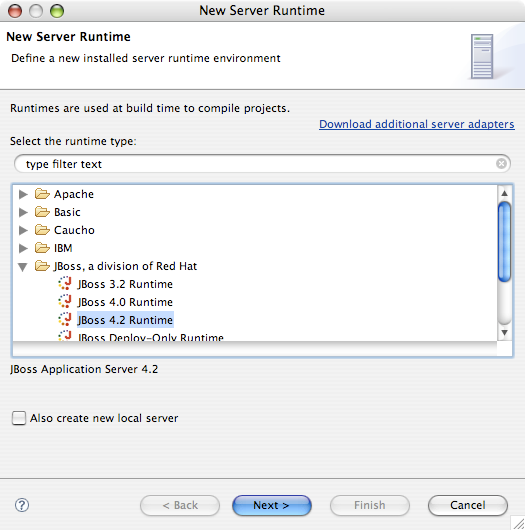 New Server Runtime
New Server Runtime
Define a new installed server runtime environment
Runtimes are used at build time to compile projects.
Download additional server adapters
Select the runtime type:
type filter text
Apache
Basic
Caucho
IBM
JBoss, a division of Red Hat
JBoss 3.2 Runtime
JBoss 4.0 Runtime
JBoss 4.2 Runtime
JBoss Deploy-Only Runtime
JBoss Application Server 4.2
Also create new local server
?
< Back
Next >
Finish
Cancel